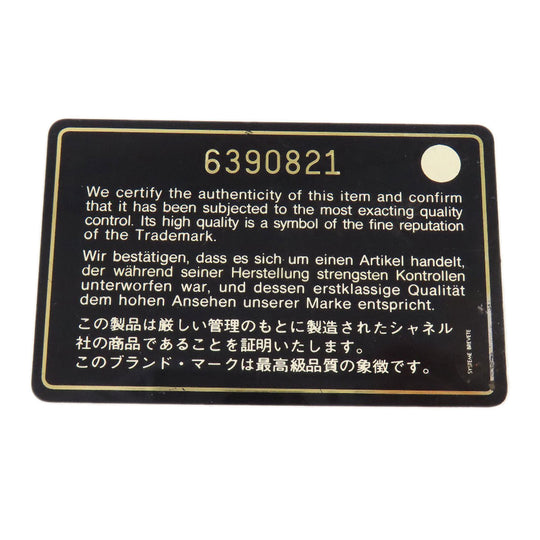 6390821
We certify the authenticity of this item and confirm
that it has been subjected to the most exacting quality
control. Its high quality is a symbol of the fine reputation
of the Trademark.
Wir bestätigen, dass es sich um einen Artikel handelt,
der während seiner Herstellung strengsten Kontrollen
unterworfen war, und dessen erstklassige Qualität
dem hohen Ansehen unserer Marke entspricht.
この製品は厳しい管理のもとに製造されたシャネル
社の商品であることを証明いたします。
このブランド・マークは最高級品質の象徴です。
SYSTEME BREVETE